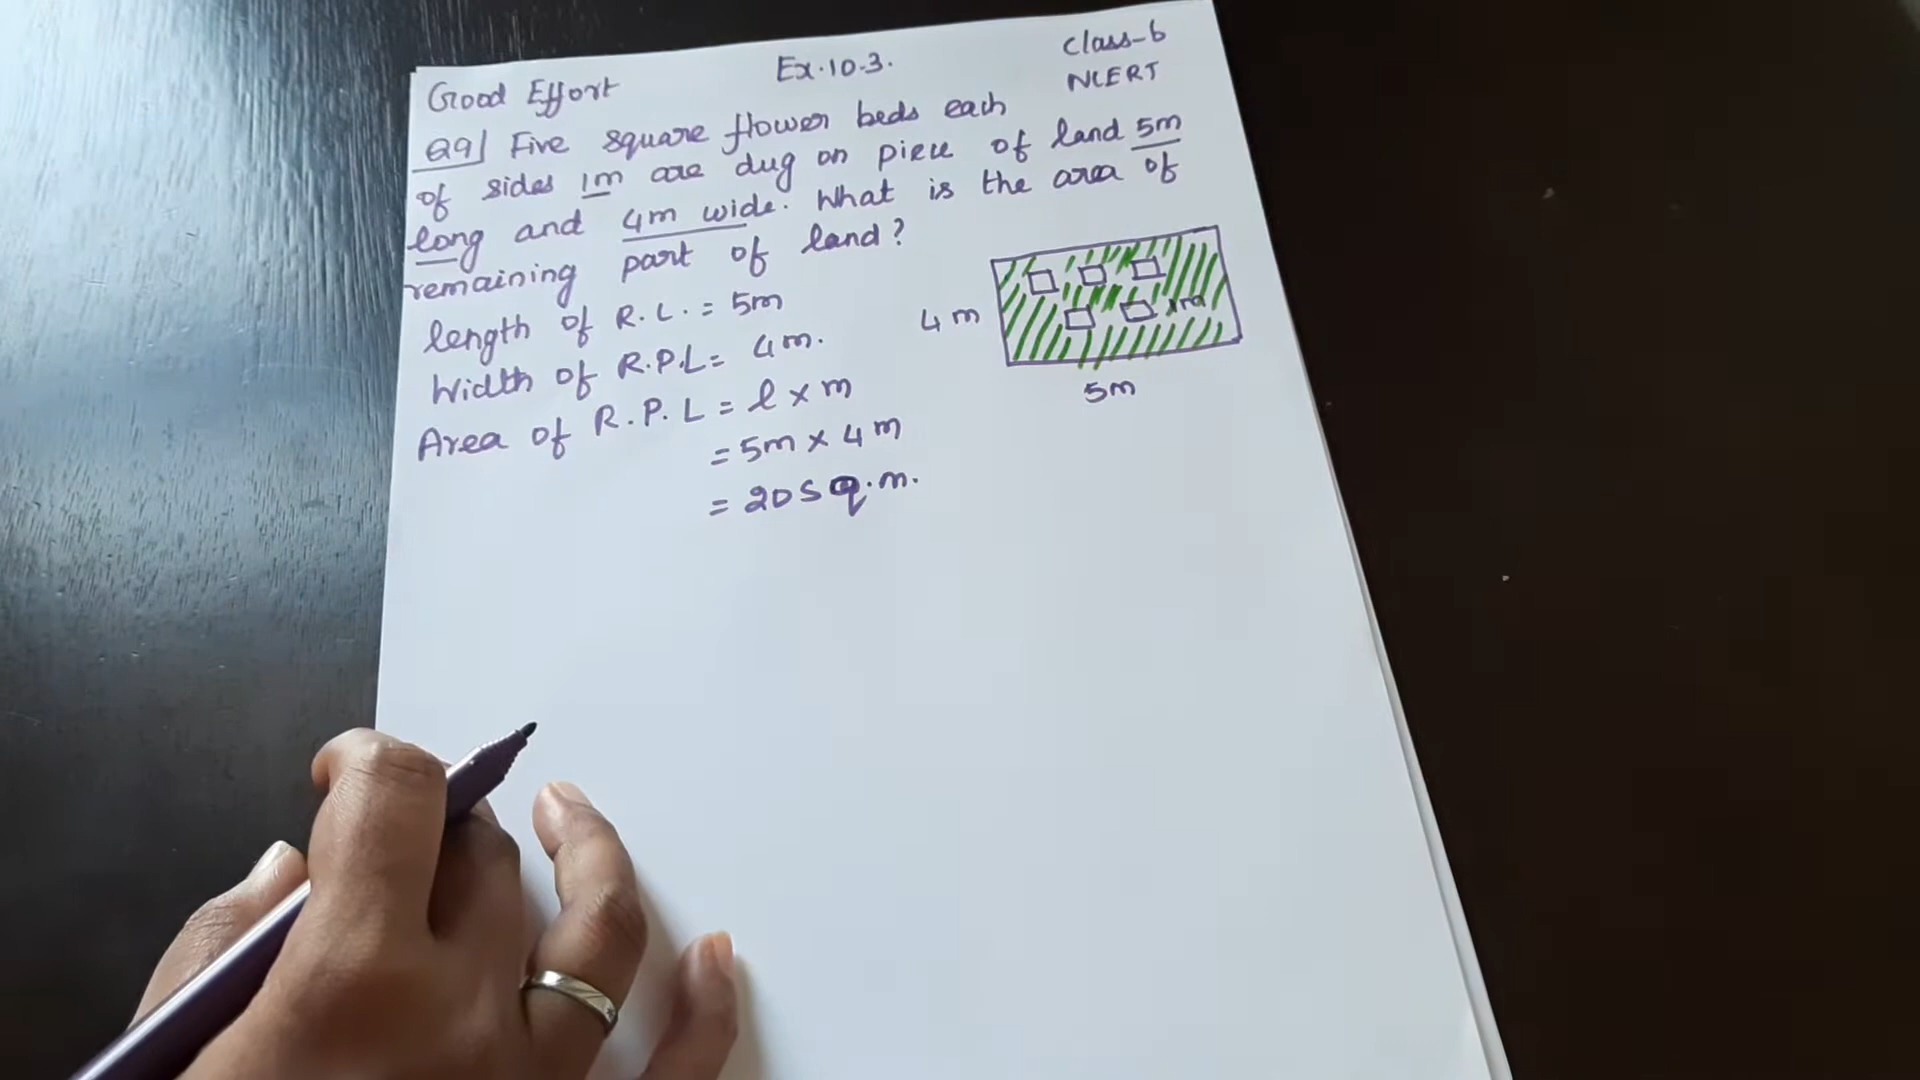 Good Effort
Ex.10.3.
Class-6
NCERT
Q9 Five square flower beds each
of sides 1m are dug on piece of land 5m
long and 4m wide. What is the area of
remaining part of land?
length of R.L. = 5m
Width of R.P.L = 4m.
Area of R.P.L = l x m
= 5m x 4m
= 20 Sq.m.
4m
1m
5m